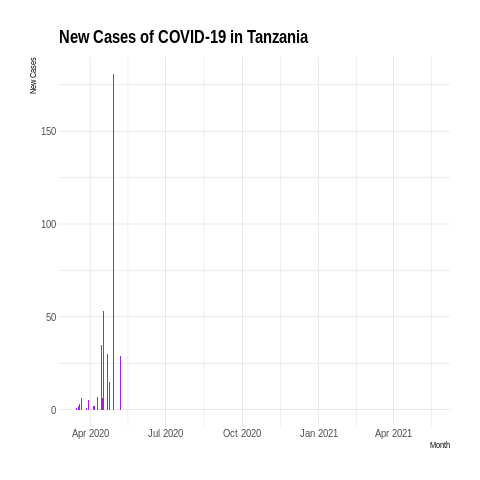 New Cases of COVID-19 in Tanzania
New Cases
150
100
50
0
Apr 2020 Jul 2020 Oct 2020 Jan 2021 Apr 2021
Month